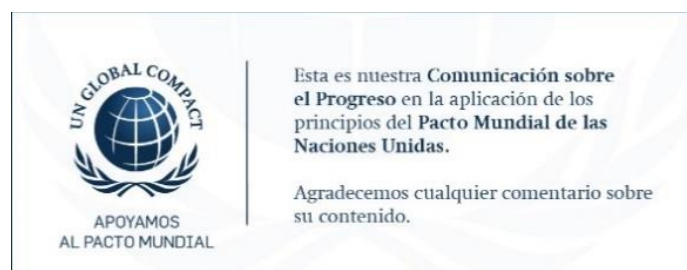 UN GLOBAL COMPACT
APOYAMOS
AL PACTO MUNDIAL
Esta es nuestra Comunicación sobre
el Progreso en la aplicación de los
principios del Pacto Mundial de las
Naciones Unidas.
Agradecemos cualquier comentario sobre
su contenido.